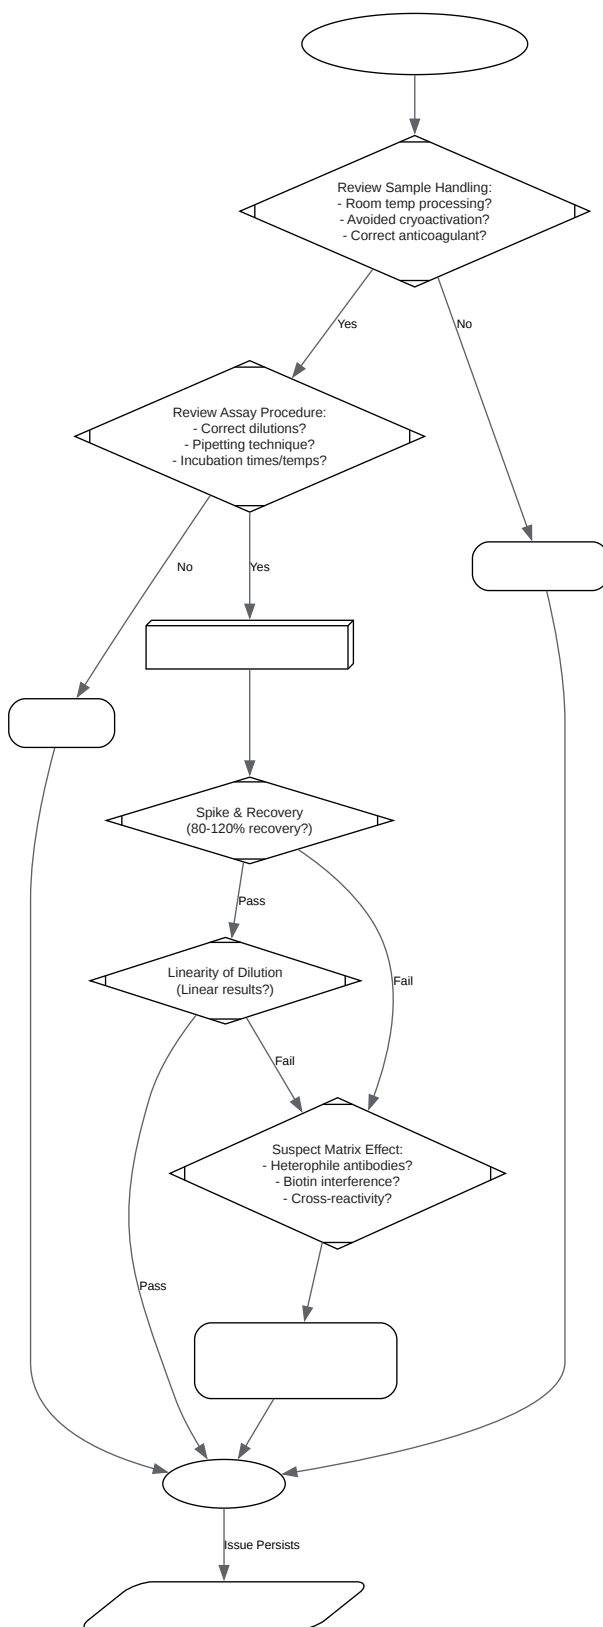 Review Sample Handling:
- Room temp processing?
- Avoided cryoactivation?
- Correct anticoagulant?
Yes
No
Review Assay Procedure:
- Correct dilutions?
- Pipetting technique?
- Incubation times/temps?
No
Yes
Spike & Recovery
(80-120% recovery?)
Pass
Linearity of Dilution
(Linear results?)
Fail
Fail
Suspect Matrix Effect:
- Heterophile antibodies?
- Biotin interference?
- Cross-reactivity?
Pass
Issue Persists